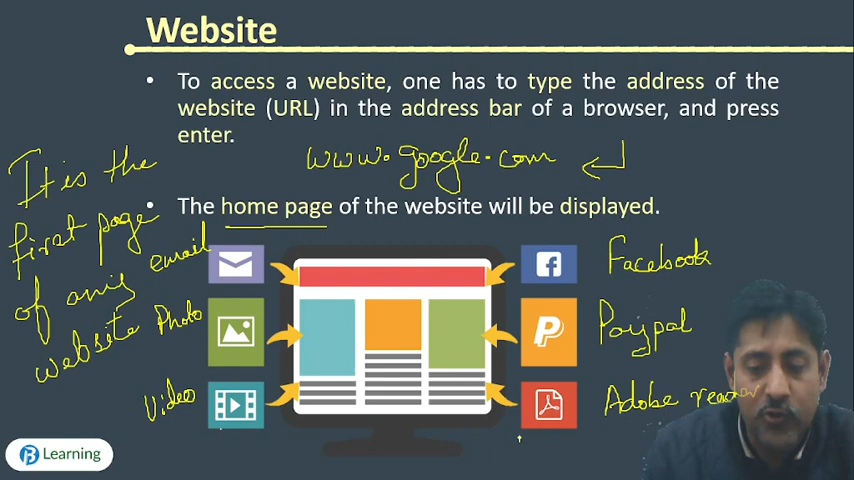 Website
• To access a website, one has to type the address of the
website (URL) in the address bar of a browser, and press
enter.
www.google.com
• The home page of the website will be displayed.
It is the
first page
of any
website
email
Photo
Video
Facebook
Paypal
Adobe reader
B Learning